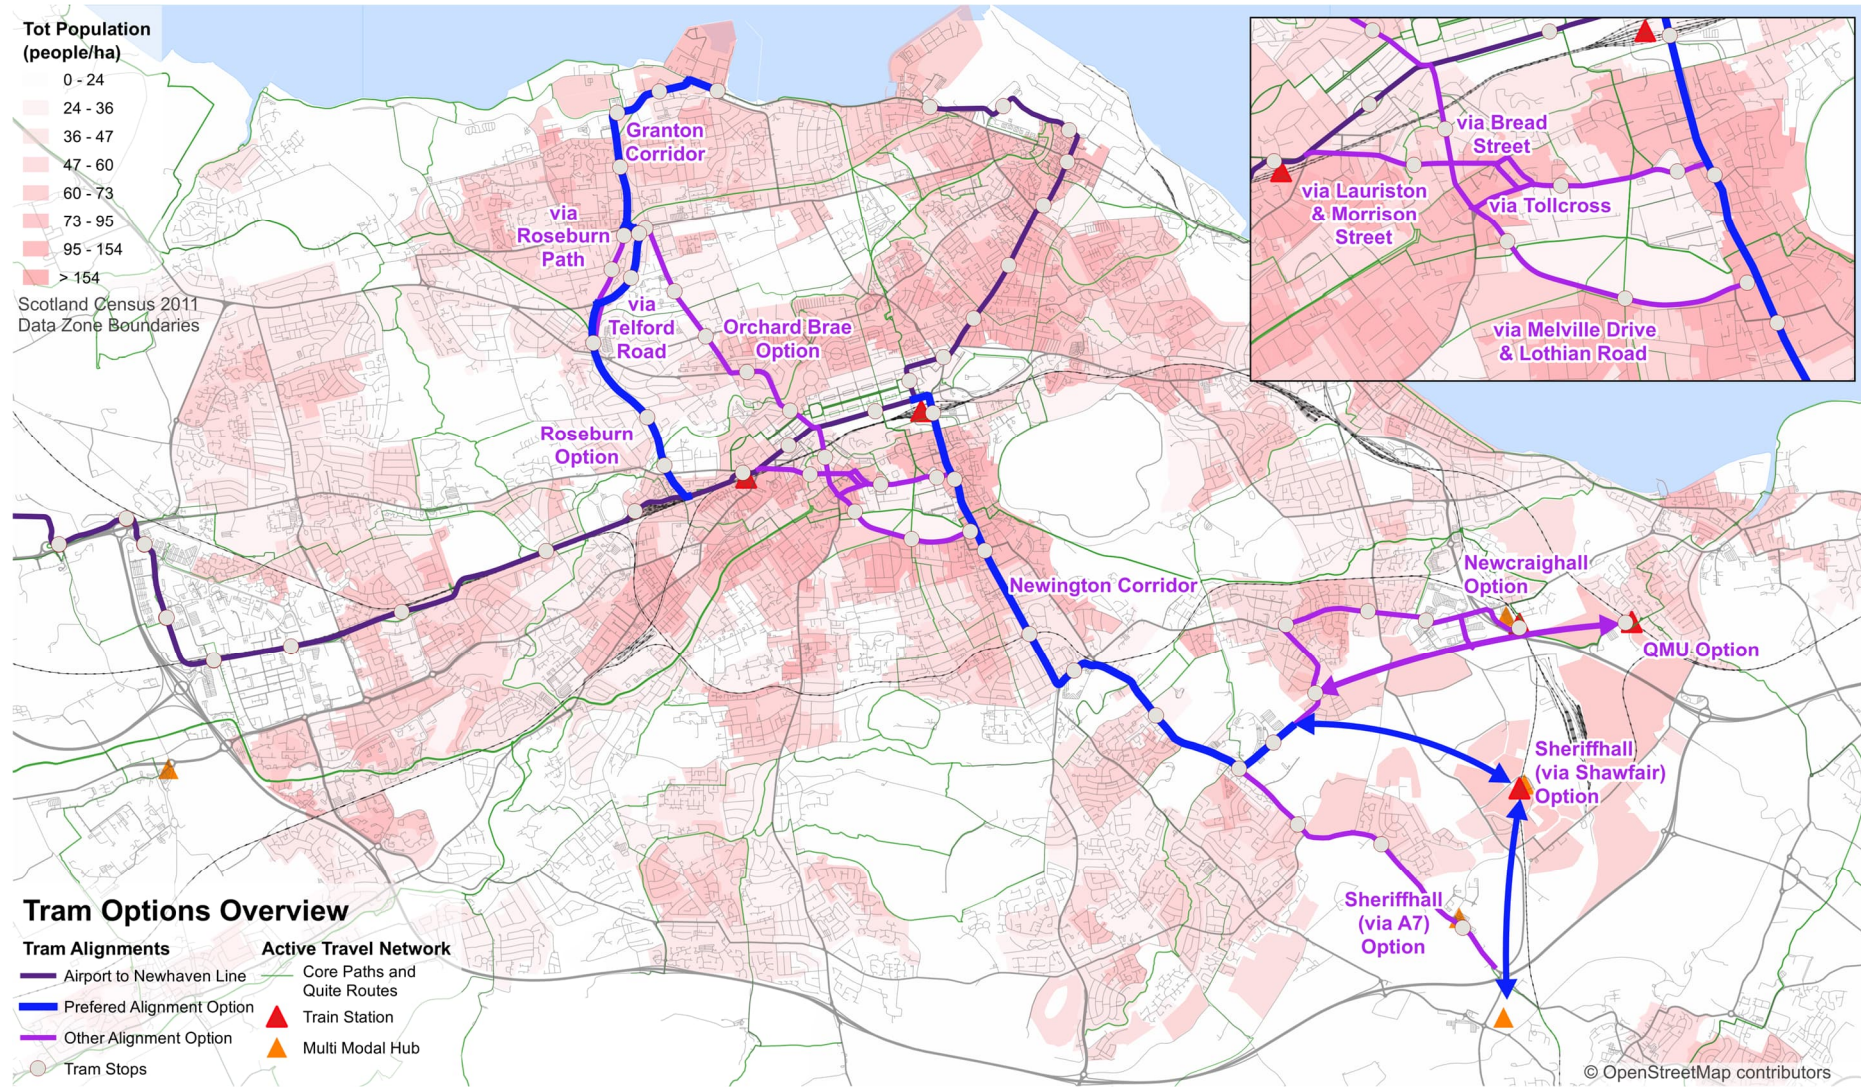 Tot Population
(people/ha)
0 - 24
24 - 36
36 - 47
47 - 60
60 - 73
73 - 95
95 - 154
> 154
Scotland Census 2011
Data Zone Boundaries
Granton
Corridor
via
Roseburn
Path
via
Telford
Road
Orchard Brae
Option
Roseburn
Option
via Bread
Street
via Lauriston
& Morrison
Street
via Tollcross
via Melville Drive
& Lothian Road
Newington Corridor
Newcraighall
Option
QMU Option
Sheriffhall
(via Shawfair)
Option
Sheriffhall
(via A7)
Option
Tram Options Overview
Tram Alignments
Airport to Newhaven Line
Prefered Alignment Option
Other Alignment Option
Tram Stops
Active Travel Network
Core Paths and
Quite Routes
Train Station
Multi Modal Hub
© OpenStreetMap contributors